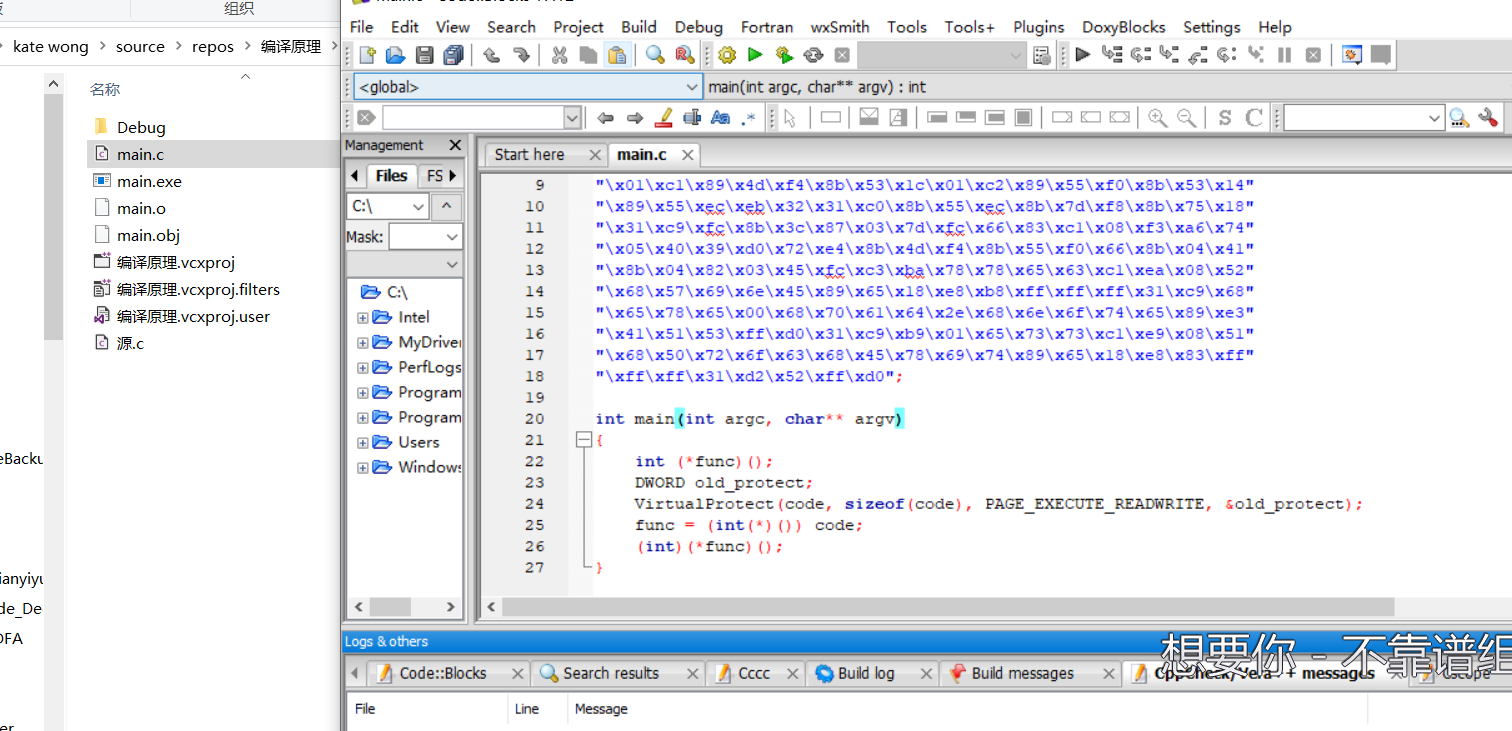 组织
kate wong > source > repos > 编译原理
名称
Debug
main.c
main.exe
main.o
main.obj
编译原理.vcxproj
编译原理.vcxproj.filters
编译原理.vcxproj.user
源.c
File Edit View Search Project Build Debug Fortran wxSmith Tools Tools+ Plugins DoxyBlocks Settings Help
<global>
main(int argc, char** argv) : int
S C
Management
Files FS
C:\
Mask:
C:\
Intel
MyDriver
PerfLogs
Program
Program
Users
Windows
Start here main.c
9 "\x01\xc1\x89\x4d\xf4\x8b\x53\x1c\x01\xc2\x89\x55\xf0\x8b\x53\x14"
10 "\x89\x55\xec\xeb\x32\x31\xc0\x8b\x55\xec\x8b\x7d\xf8\x8b\x75\x18"
11 "\x31\xc9\xfc\x8b\x3c\x87\x03\x7d\xfc\x66\x83\xc1\x08\xf3\xa6\x74"
12 "\x05\x40\x39\xd0\x72\xe4\x8b\x4d\xf4\x8b\x55\xf0\x66\x8b\x04\x41"
13 "\x8b\x04\x82\x03\x45\xfc\xc3\xba\x78\x78\x65\x63\xc1\xea\x08\x52"
14 "\x68\x57\x69\x6e\x45\x89\x65\x18\xe8\xb8\xff\xff\xff\x31\xc9\x68"
15 "\x65\x78\x65\x00\x68\x70\x61\x64\x2e\x68\x6e\x6f\x74\x65\x89\xe3"
16 "\x41\x51\x53\xff\xd0\x31\xc9\xb9\x01\x65\x73\x73\xc1\xe9\x08\x51"
17 "\x68\x50\x72\x6f\x63\x68\x45\x78\x69\x74\x89\x65\x18\xe8\x83\xff"
18 "\xff\xff\x31\xd2\x52\xff\xd0";
19
20 int main(int argc, char** argv)
21 {
22 int (*func)();
23 DWORD old_protect;
24 VirtualProtect(code, sizeof(code), PAGE_EXECUTE_READWRITE, &old_protect);
25 func = (int(*)()) code;
26 (int)(*func)();
27 }
eBacku
ianyiyu
de_De
DFA
er
Logs & others
想要你 - 不靠谱组
Code::Blocks Search results Cccc Build log Build messages CppCheck/Vera++ messages Cscope
File Line Message